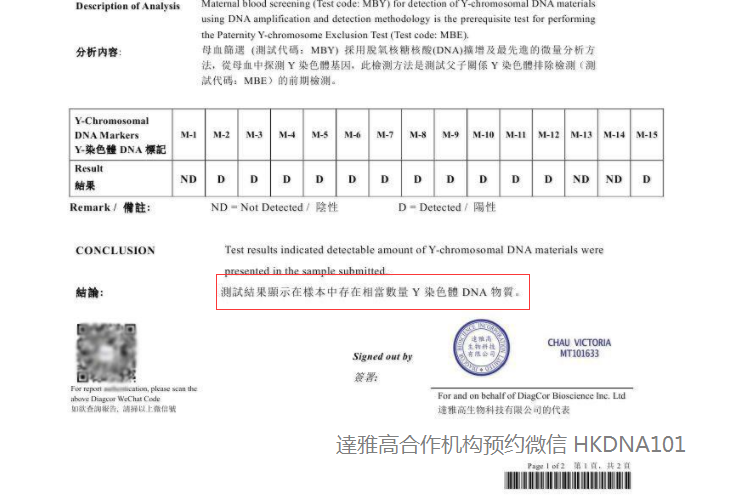 Description of Analysis
Maternal blood screening (Test code: MBY) for detection of Y-chromosomal DNA materials
using DNA amplification and detection methodology is the prerequisite test for performing
the Paternity Y-chromosome Exclusion Test (Test code: MBE).
分析內容:
母血篩選 (測試代碼：MBY) 採用脫氧核糖核酸(DNA)擴增及最先進的微量分析方
法，從母血中探測 Y 染色體基因，此檢測方法是測試父子關係 Y 染色體排除檢測（測
試代碼：MBE）的前期檢測。
Y-Chromosomal
DNA Markers
Y-染色體 DNA 標記
M-1 M-2 M-3 M-4 M-5 M-6 M-7 M-8 M-9 M-10 M-11 M-12 M-13 M-14 M-15
Result
結果
ND D D D D D D D D D D D ND ND D
Remark / 備註: ND = Not Detected / 陰性 D = Detected / 陽性
CONCLUSION
Test results indicated detectable amount of Y-chromosomal DNA materials were
presented in the sample submitted.
結論:
測試結果顯示在樣本中存在相當數量 Y 染色體 DNA 物質。
For report authentication, please scan the
above Diagcor WeChat Code
如欲查詢報告, 請掃以上微信號
Signed out by
簽署:
達雅高
生物科技
有限公司
CHAU VICTORIA
MT101633
For and on behalf of DiagCor Bioscience Inc. Ltd
達雅高生物科技有限公司的代表
達雅高合作机构预约微信 HKDNA101
Page 1 of 2 第 1 頁，共 2 頁